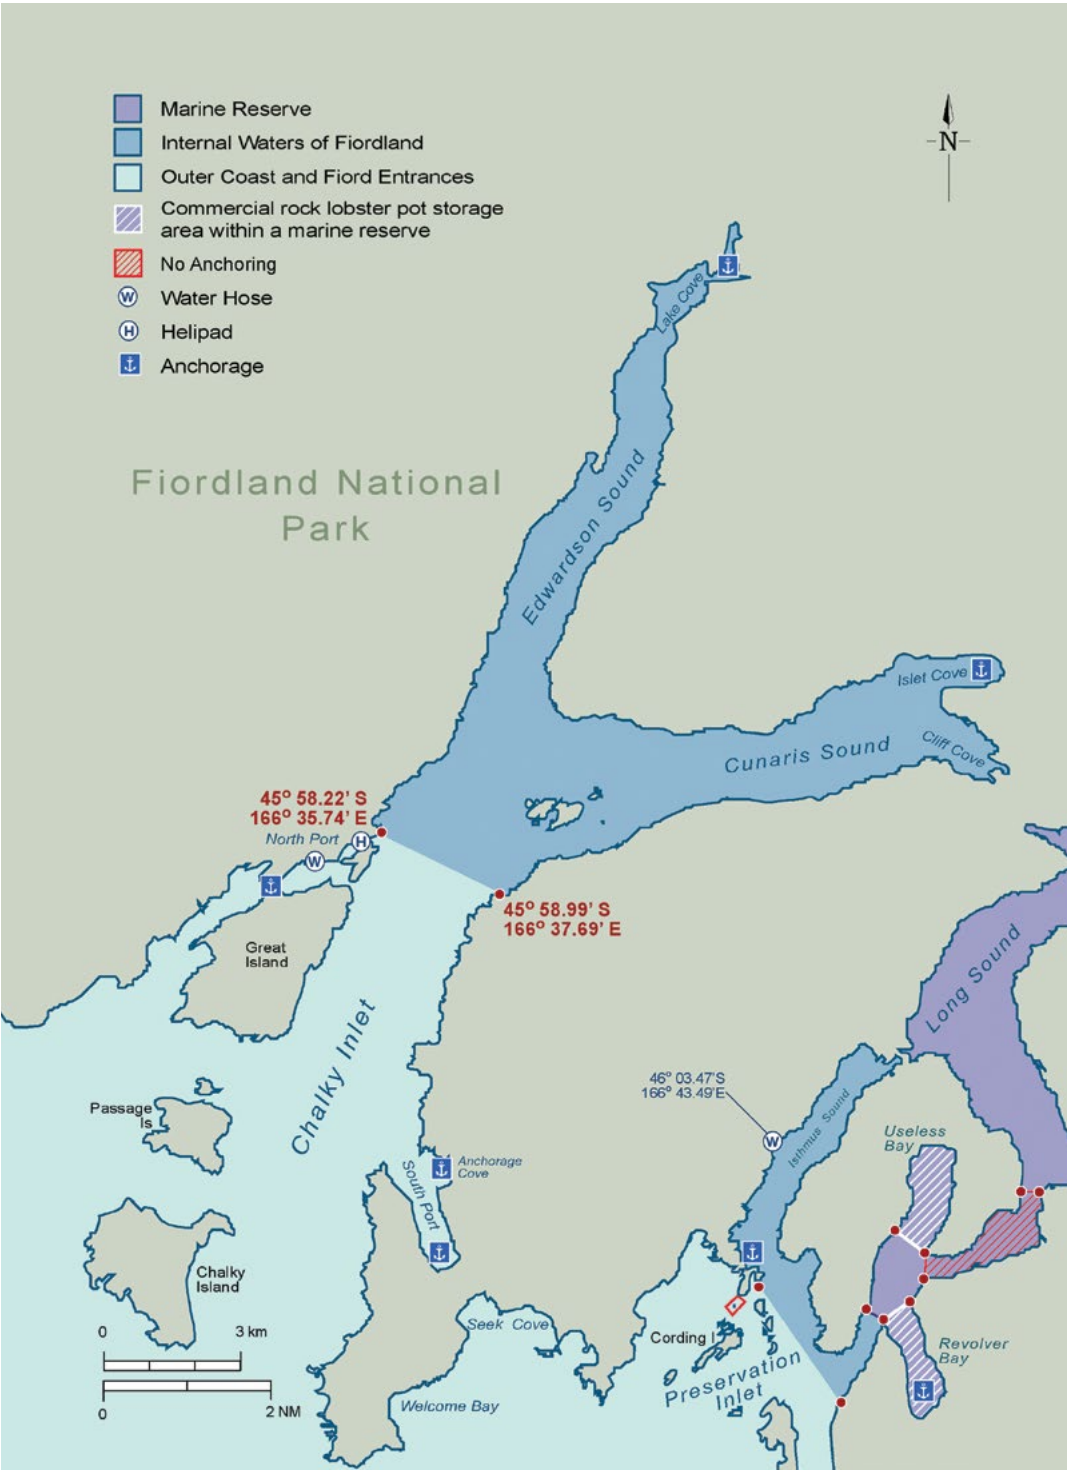 Marine Reserve
Internal Waters of Fiordland
Outer Coast and Fiord Entrances
Commercial rock lobster pot storage
area within a marine reserve
No Anchoring
W
Water Hose
H
Helipad
Anchorage
N
Fiordland National
Park
Lake Cove
Edwardson Sound
Islet Cove
Cliff Cove
Cunaris Sound
45° 58.22' S
166° 35.74' E
North Port
H
W
45° 58.99' S
166° 37.69' E
Great
Island
Long Sound
Chalky Inlet
46° 03.47'S
166° 43.49'E
W
Isthmus Sound
Useless
Bay
Passage
Is
Anchorage
Cove
South Port
Chalky
Island
Seek Cove
Cording I
Preservation
Inlet
Revolver
Bay
Welcome Bay
0
3 km
0
2 NM